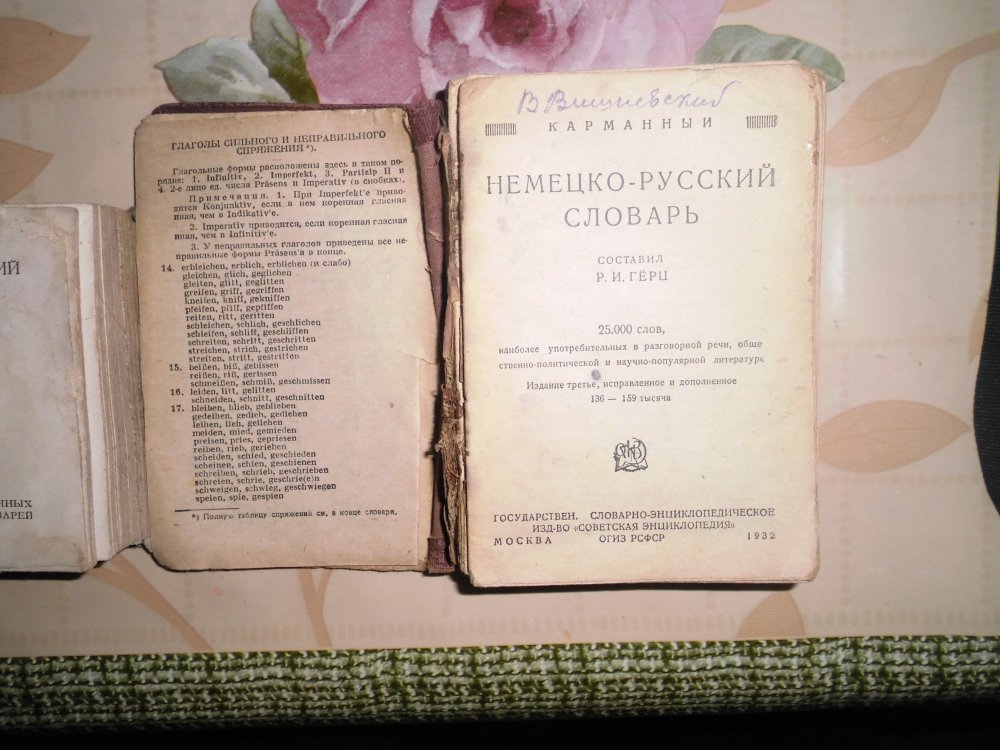 ИЙ
ННЫХ
ВАРЕЙ
ГЛАГОЛЫ СИЛЬНОГО И НЕПРАВИЛЬНОГО
СПРЯЖЕНИЯ *).
Глагольные формы расположены здесь в таком по-
рядке: 1. Infinitiv, 2. Imperfekt, 3. Partizip II и
4. 2-е лицо ед. числа Präsens и Imperativ (в скобках).
Примечания. 1. При Imperfekt'е приво-
дится Konjunktiv, если в нем коренная гласная
иная, чем в Indikativ'е.
2. Imperativ приводится, если коренная гласная
иная, чем в Infinitiv'е.
3. У неправильных глаголов приведены все не-
правильные формы Präsens'а в конце.
14. erbleichen, erblich, erblichen (и слабо)
gleichen, glich, geglichen
gleiten, glitt, geglitten
greifen, griff, gegriffen
kneifen, kniff, gekniffen
pfeifen, pfiff, gepfiffen
reiten, ritt, geritten
schleichen, schlich, geschlichen
schleifen, schliff, geschliffen
schreiten, schritt, geschritten
streichen, strich, gestrichen
streiten, stritt, gestritten
15. beißen, biß, gebissen
reißen, riß, gerissen
schmeißen, schmiß, geschmissen
16. leiden, litt, gelitten
schneiden, schnitt, geschnitten
17. bleiben, blieb, geblieben
gedeihen, gedieh, gediehen
leihen, lieh, geliehen
meiden, mied, gemieden
preisen, pries, gepriesen
reiben, rieb, gerieben
scheiden, schied, geschieden
scheinen, schien, geschienen
schreiben, schrieb, geschrieben
schreien, schrie, geschrie(e)n
schweigen, schwieg, geschwiegen
speien, spie, gespien
*) Полную таблицу спряжений см. в конце словаря.
В Вишневский
КАРМАННЫЙ
НЕМЕЦКО-РУССКИЙ
СЛОВАРЬ
СОСТАВИЛ
Р. И. ГЁРЦ
25.000 слов,
наиболее употребительных в разговорной речи, обще
ственно-политической и научно-популярной литературе
Издание третье, исправленное и дополненное
136 — 159 тысяча
ГОСУДАРСТВЕН. СЛОВАРНО-ЭНЦИКЛОПЕДИЧЕСКОЕ
ИЗД-ВО «СОВЕТСКАЯ ЭНЦИКЛОПЕДИЯ»
МОСКВА ОГИЗ РСФСР 1932